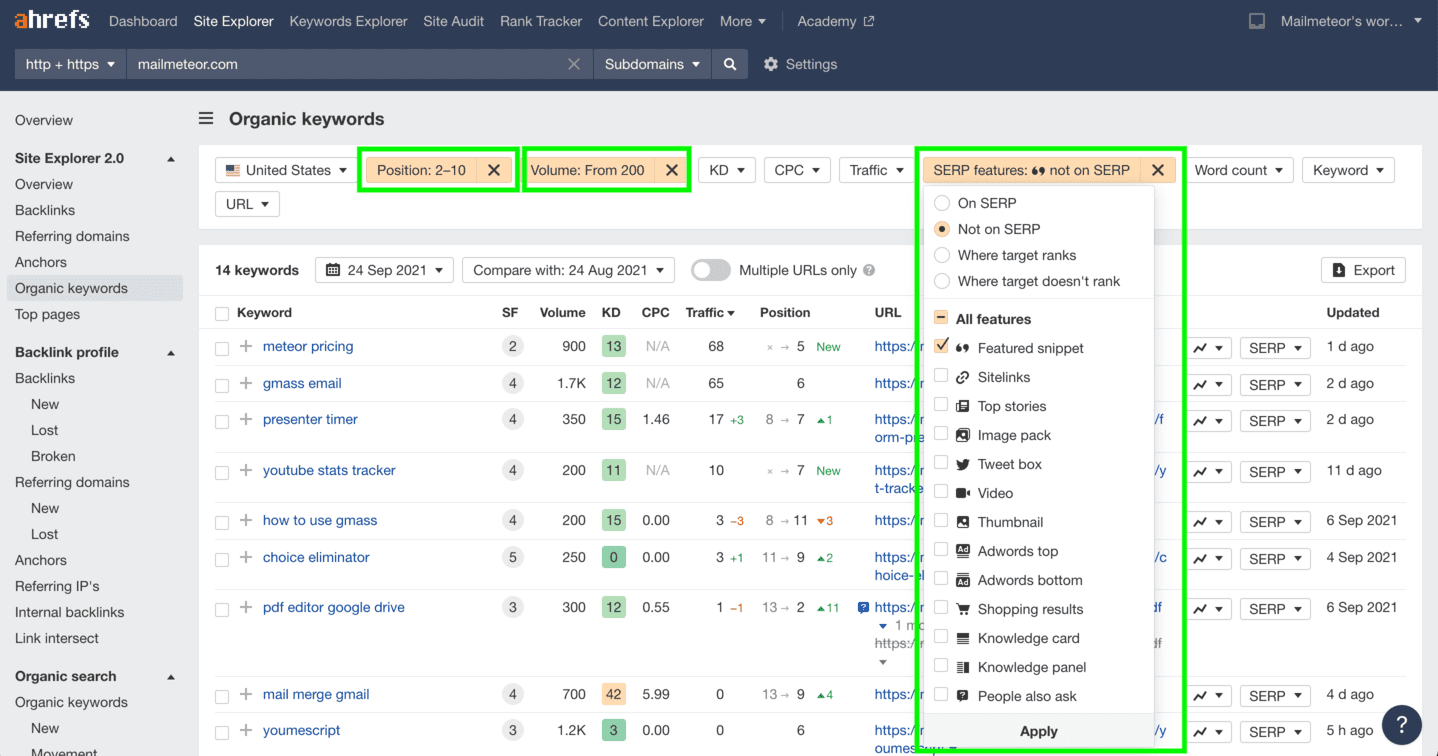 ahrefs Dashboard Site Explorer Keywords Explorer Site Audit Rank Tracker Content Explorer More Academy Mailmeteor's wor...
http + https mailmeteor.com Subdomains Settings
Overview
Site Explorer 2.0
Overview
Backlinks
Referring domains
Anchors
Organic keywords
Top pages
Backlink profile
Backlinks
New
Lost
Broken
Referring domains
New
Lost
Anchors
Referring IP's
Internal backlinks
Link intersect
Organic search
Organic keywords
New
Movement
Organic keywords
United States Position: 2–10 Volume: From 200 KD CPC Traffic SERP features: not on SERP Word count Keyword
URL
On SERP
Not on SERP
Where target ranks
Where target doesn't rank
All features
Featured snippet
Sitelinks
Top stories
Image pack
Tweet box
Video
Thumbnail
Adwords top
Adwords bottom
Shopping results
Knowledge card
Knowledge panel
People also ask
Apply
14 keywords 24 Sep 2021 Compare with: 24 Aug 2021 Multiple URLs only ? Export
Keyword SF Volume KD CPC Traffic Position URL Updated
meteor pricing 2 900 13 N/A 68 × → 5 New https:/ SERP 1 d ago
gmass email 4 1.7K 12 N/A 65 6 https:/ SERP 2 d ago
presenter timer 4 350 15 1.46 17 +3 8 → 7 1 https:/ /f SERP 2 d ago
orm-pre
youtube stats tracker 4 200 11 N/A 10 × → 7 New https:/ /y SERP 11 d ago
t-tracke
how to use gmass 4 200 15 0.00 3 –3 8 → 11 3 https:/ SERP 6 Sep 2021
choice eliminator 5 250 0 0.00 3 +1 11 → 9 2 https:/ /c SERP 4 Sep 2021
hoice-el
pdf editor google drive 3 300 12 0.55 1 –1 13 → 2 11 https:/ df SERP 6 Sep 2021
1 mo
https:/ df
mail merge gmail 4 700 42 5.99 0 13 → 9 4 https:/ SERP 4 d ago
youmescript 3 1.2K 3 0.00 0 6 https:/ /y SERP 5 h ago
?